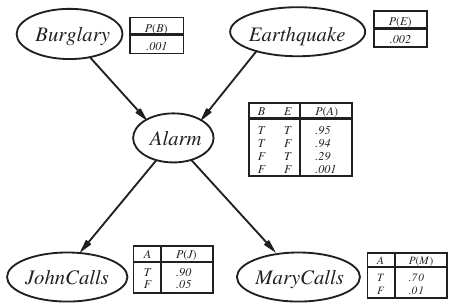 Burglary
P(B)
.001
Earthquake
P(E)
.002
Alarm
B E P(A)
T T .95
T F .94
F T .29
F F .001
JohnCalls
A P(J)
T .90
F .05
MaryCalls
A P(M)
T .70
F .01